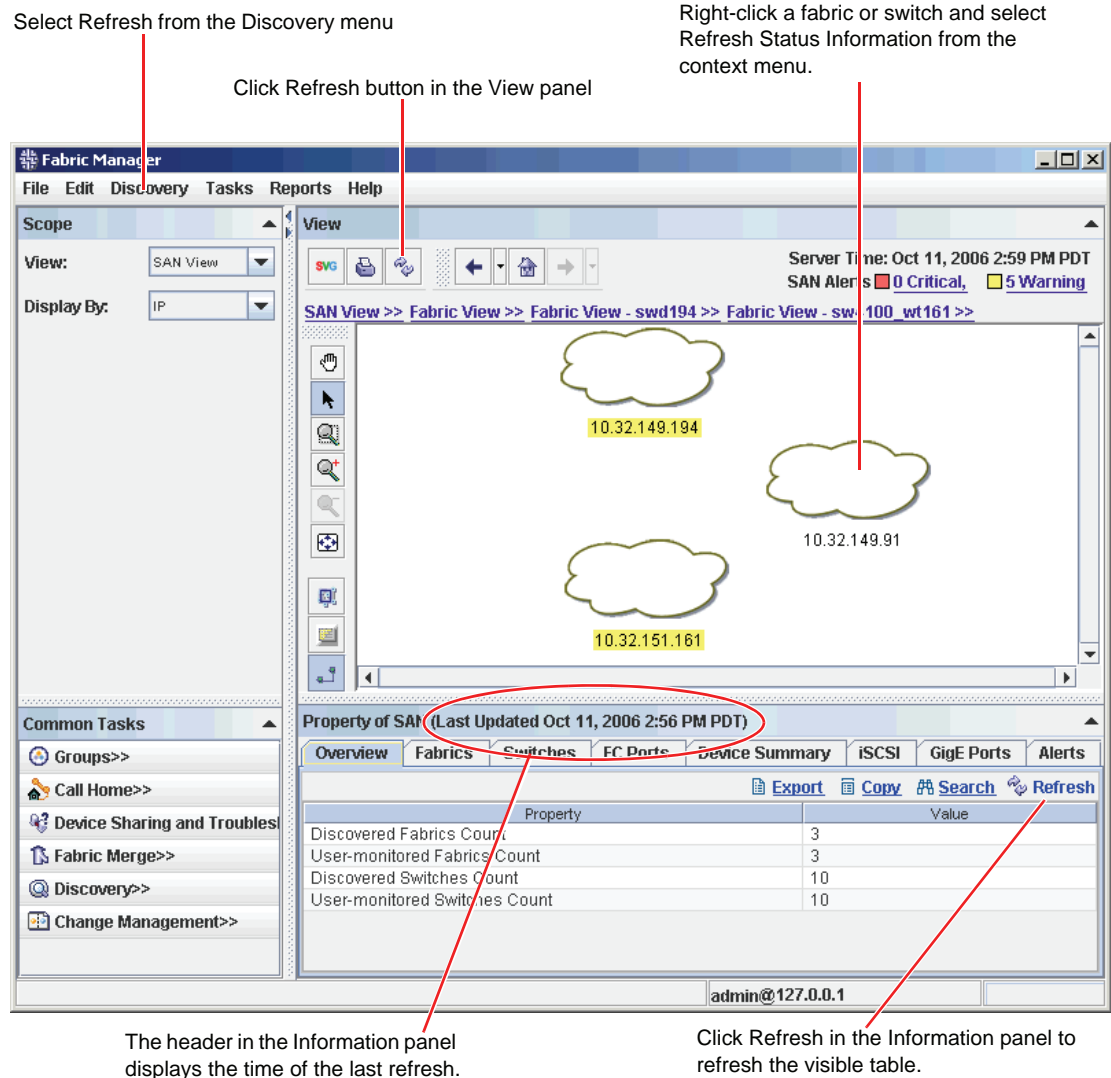 Select Refresh from the Discovery menu
Right-click a fabric or switch and select
Refresh Status Information from the
context menu.
Click Refresh button in the View panel
Fabric Manager
File Edit Discovery Tasks Reports Help
Scope
View:
SAN View
Display By:
IP
View
SVG
Server Time: Oct 11, 2006 2:59 PM PDT
SAN Alerts 0 Critical, 5 Warning
SAN View >> Fabric View >> Fabric View - swd194 >> Fabric View - sw4100_wt161 >>
10.32.149.194
10.32.149.91
10.32.151.161
Common Tasks
Groups>>
Call Home>>
Device Sharing and Troublesl
Fabric Merge>>
Discovery>>
Change Management>>
Property of SAN (Last Updated Oct 11, 2006 2:56 PM PDT)
Overview Fabrics Switches FC Ports Device Summary iSCSI GigE Ports Alerts
Export Copy Search Refresh
Property Value
Discovered Fabrics Count 3
User-monitored Fabrics Count 3
Discovered Switches Count 10
User-monitored Switches Count 10
admin@127.0.0.1
The header in the Information panel
displays the time of the last refresh.
Click Refresh in the Information panel to
refresh the visible table.